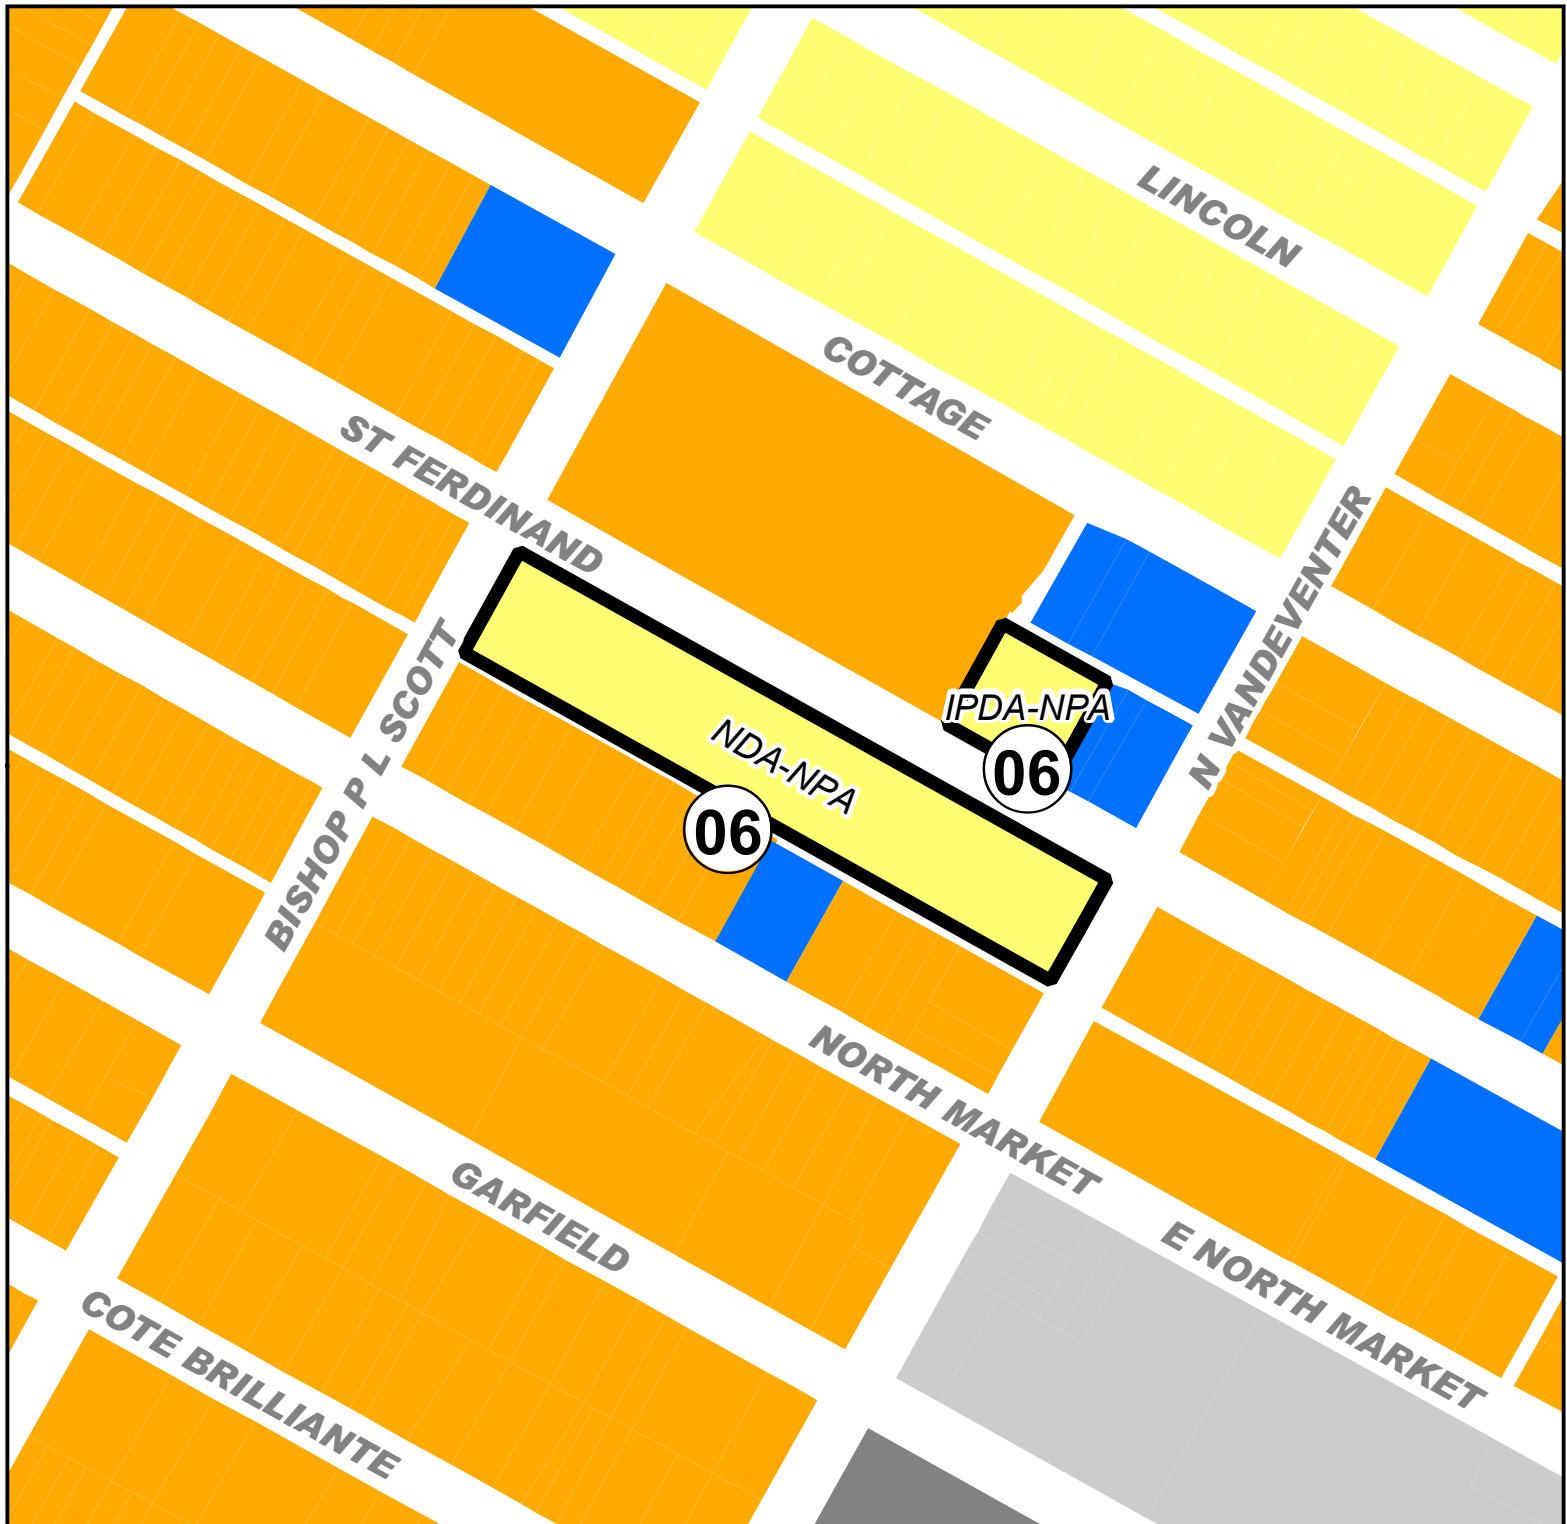 LINCOLN
COTTAGE
ST FERDINAND
N VANDEVENTER
BISHOP P L SCOTT
IPDA-NPA
06
NDA-NPA
06
NORTH MARKET
GARFIELD
E NORTH MARKET
COTE BRILLIANTE